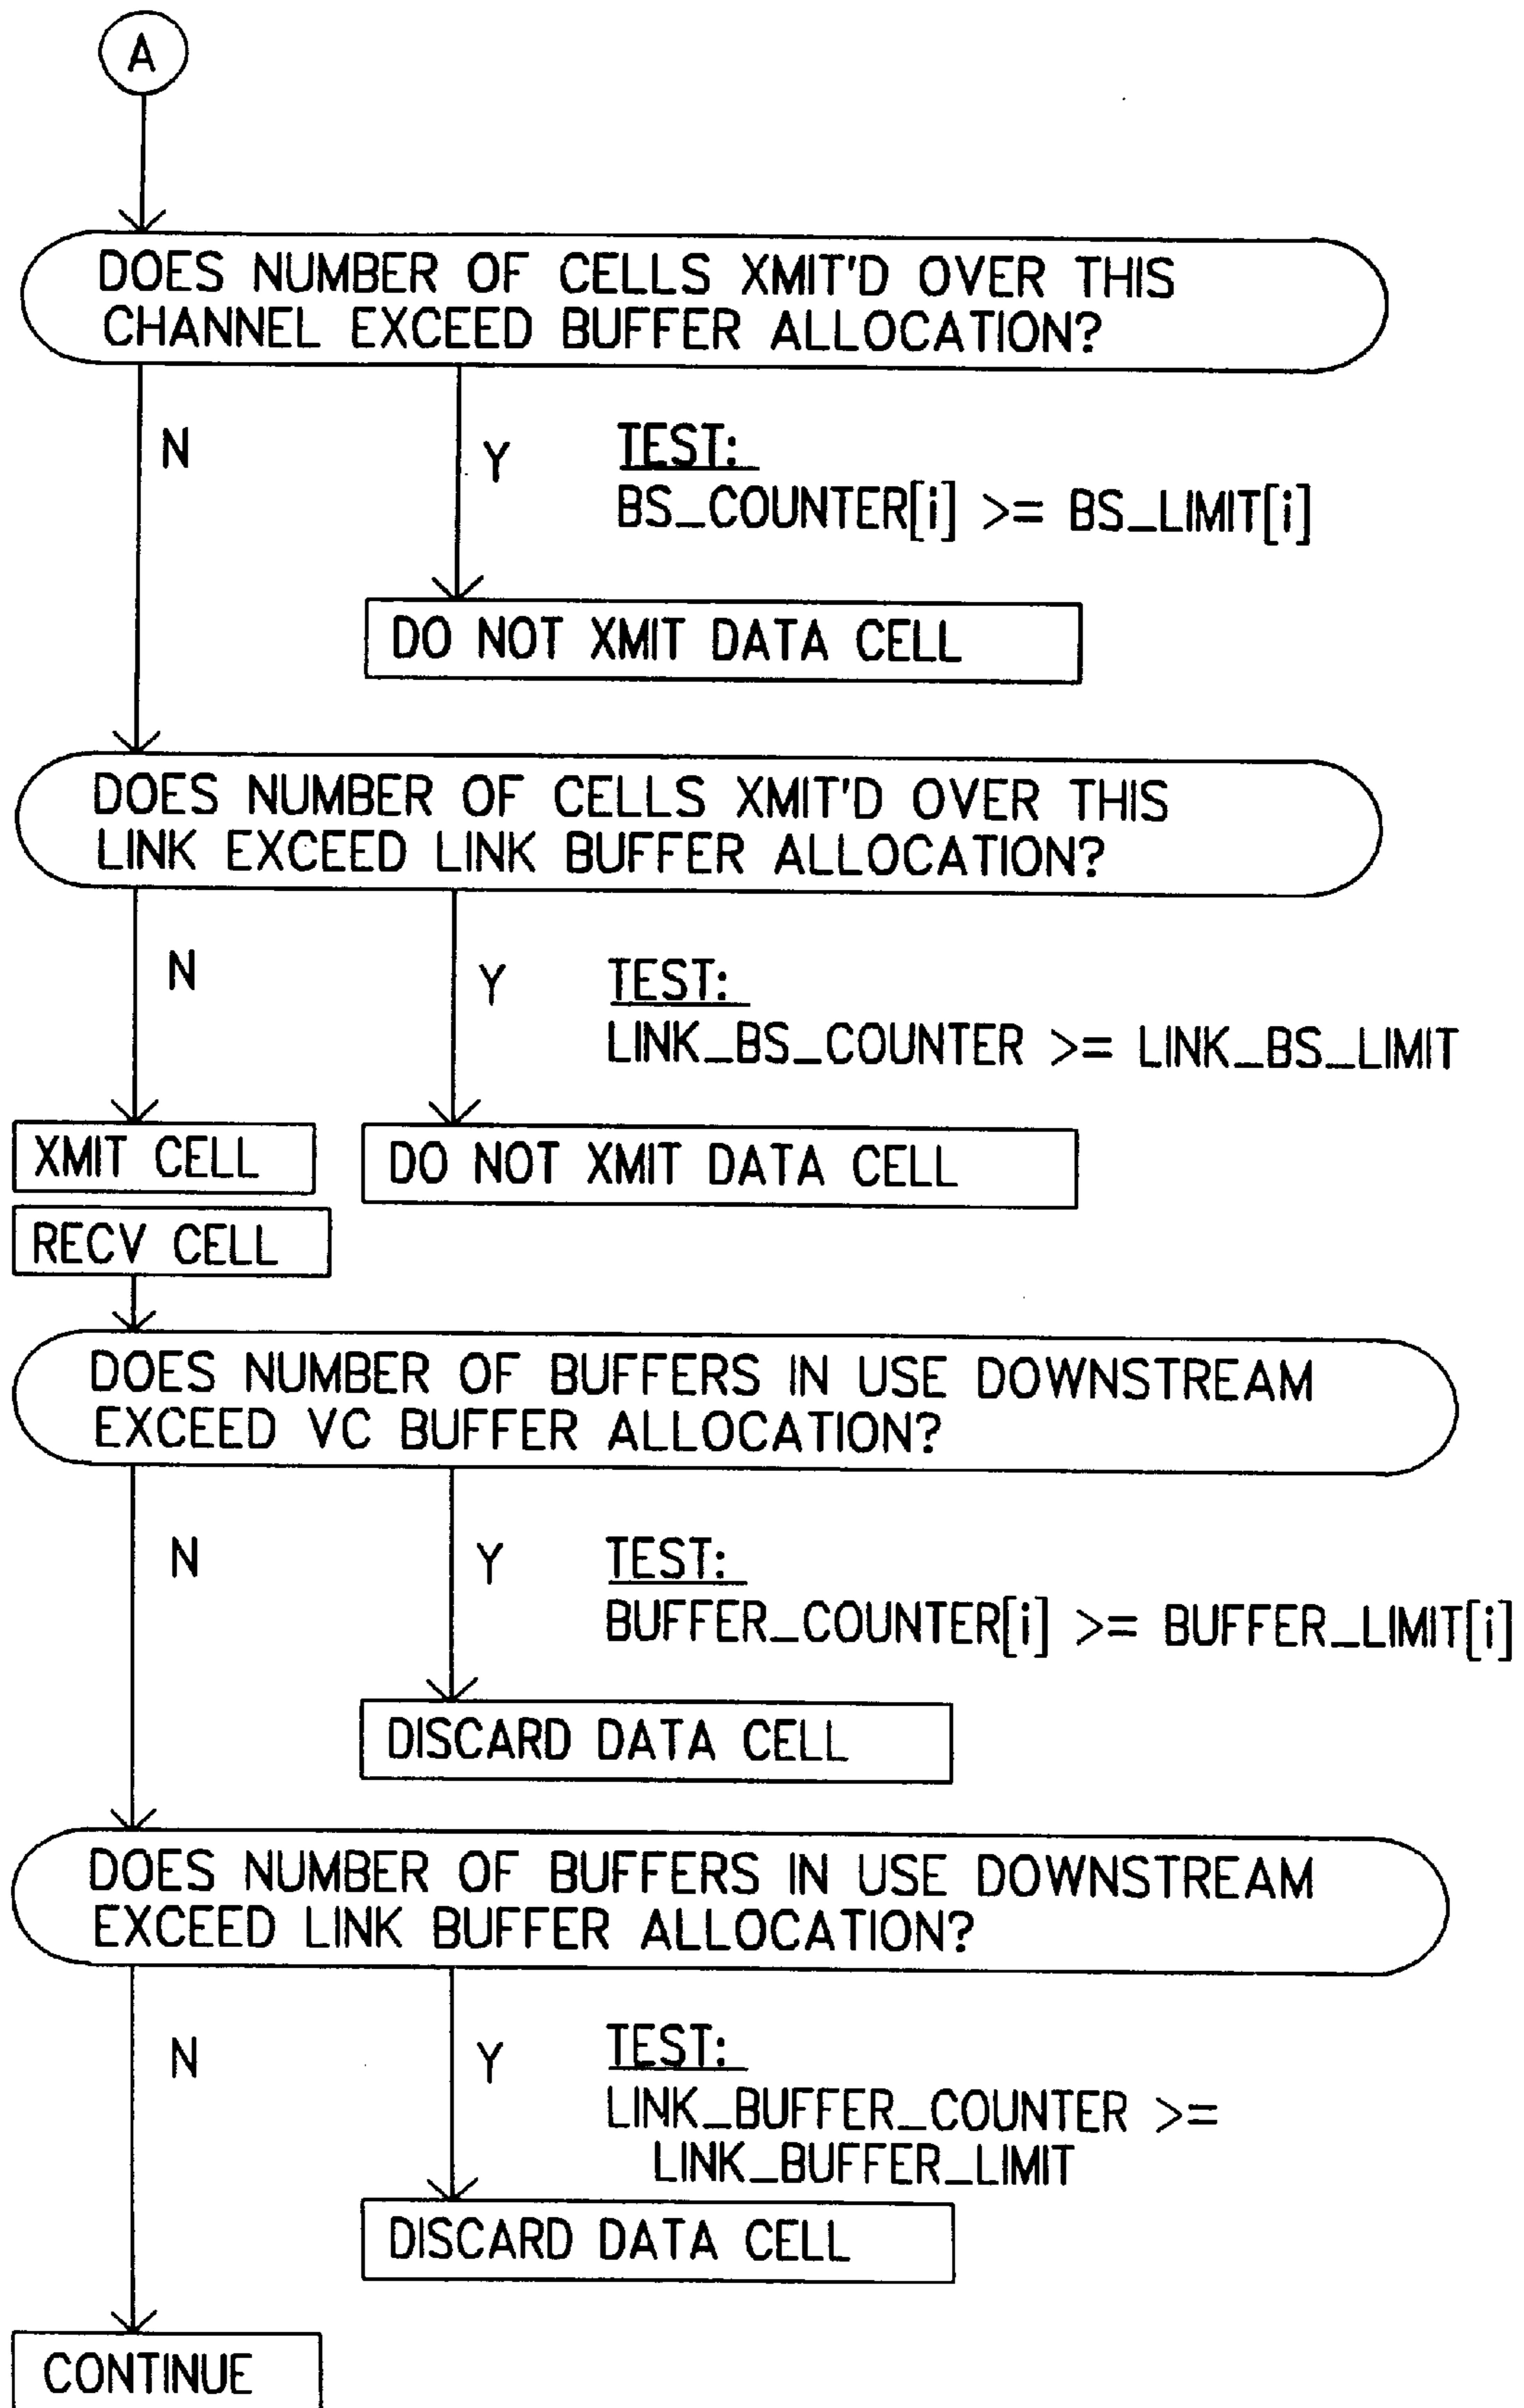 A
DOES NUMBER OF CELLS XMIT'D OVER THIS
CHANNEL EXCEED BUFFER ALLOCATION?
N
Y
TEST:
BS_COUNTER[i] >= BS_LIMIT[i]
DO NOT XMIT DATA CELL
DOES NUMBER OF CELLS XMIT'D OVER THIS
LINK EXCEED LINK BUFFER ALLOCATION?
N
Y
TEST:
LINK_BS_COUNTER >= LINK_BS_LIMIT
XMIT CELL
DO NOT XMIT DATA CELL
RECV CELL
DOES NUMBER OF BUFFERS IN USE DOWNSTREAM
EXCEED VC BUFFER ALLOCATION?
N
Y
TEST:
BUFFER_COUNTER[i] >= BUFFER_LIMIT[i]
DISCARD DATA CELL
DOES NUMBER OF BUFFERS IN USE DOWNSTREAM
EXCEED LINK BUFFER ALLOCATION?
N
Y
TEST:
LINK_BUFFER_COUNTER >=
LINK_BUFFER_LIMIT
DISCARD DATA CELL
CONTINUE